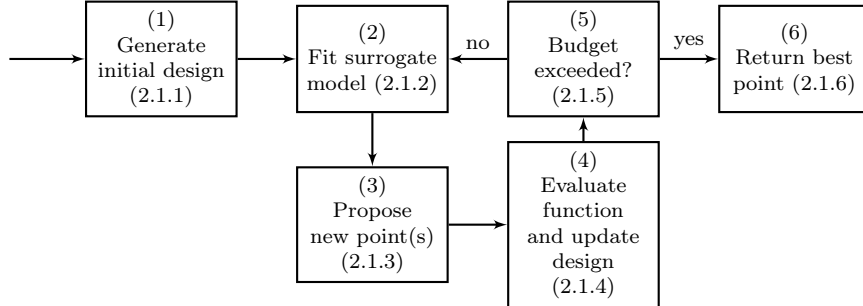 (1)
Generate
initial design
(2.1.1)
(2)
Fit surrogate
model (2.1.2)
no
(5)
Budget
exceeded?
(2.1.5)
yes
(6)
Return best
point (2.1.6)
(3)
Propose
new point(s)
(2.1.3)
(4)
Evaluate
function
and update
design
(2.1.4)